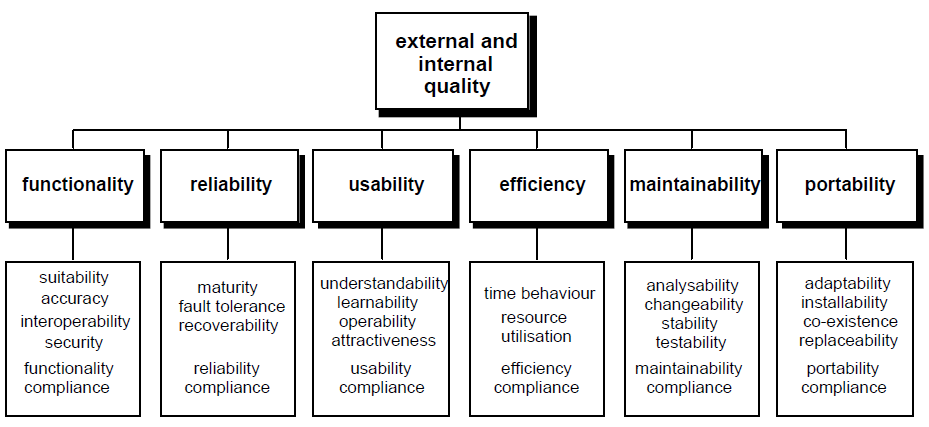 external and
internal
quality
functionality
reliability
usability
efficiency
maintainability
portability
suitability
accuracy
interoperability
security
functionality
compliance
maturity
fault tolerance
recoverability
reliability
compliance
understandability
learnability
operability
attractiveness
usability
compliance
time behaviour
resource
utilisation
efficiency
compliance
analysability
changeability
stability
testability
maintainability
compliance
adaptability
installability
co-existence
replaceability
portability
compliance